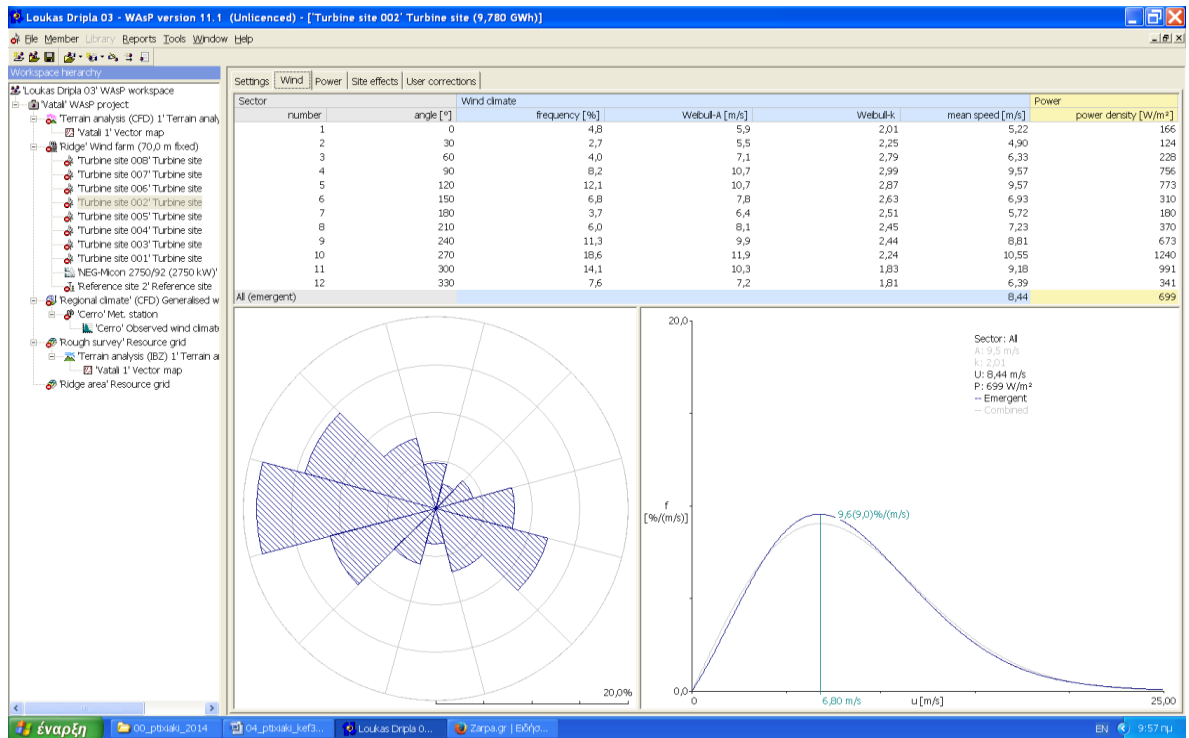 Loukas Dripla 03 - WAsP version 11.1 (Unlicenced) - ['Turbine site 002' Turbine site (9,780 GWh)]
File Member Library Reports Tools Window Help
Workspace hierarchy
'Loukas Dripla 03' WAsP workspace
'Vatali' WAsP project
'Terrain analysis (CFD) 1' Terrain analy
'Vatali 1' Vector map
'Ridge' Wind farm (70,0 m fixed)
'Turbine site 008' Turbine site
'Turbine site 007' Turbine site
'Turbine site 006' Turbine site
'Turbine site 002' Turbine site
'Turbine site 005' Turbine site
'Turbine site 004' Turbine site
'Turbine site 003' Turbine site
'Turbine site 001' Turbine site
'NEG-Micon 2750/92 (2750 kW)'
'Reference site 2' Reference site
'Regional climate' (CFD) Generalised w
'Cerro' Met. station
'Cerro' Observed wind climat
'Rough survey' Resource grid
'Terrain analysis (IBZ) 1' Terrain a
'Vatali 1' Vector map
'Ridge area' Resource grid
Settings Wind Power Site effects User corrections
Sector Wind climate Power
number angle [°] frequency [%] Weibull-A [m/s] Weibull-k mean speed [m/s] power density [W/m²]
1 0 4,8 5,9 2,01 5,22 166
2 30 2,7 5,5 2,25 4,90 124
3 60 4,0 7,1 2,79 6,33 228
4 90 8,2 10,7 2,99 9,57 756
5 120 12,1 10,7 2,87 9,57 773
6 150 6,8 7,8 2,63 6,93 310
7 180 3,7 6,4 2,51 5,72 180
8 210 6,0 8,1 2,45 7,23 370
9 240 11,3 9,9 2,44 8,81 673
10 270 18,6 11,9 2,24 10,55 1240
11 300 14,1 10,3 1,83 9,18 991
12 330 7,6 7,2 1,81 6,39 341
All (emergent) 8,44 699
20,0%
20,0
Sector: All
A: 9,5 m/s
k: 2,01
U: 8,44 m/s
P: 699 W/m²
-- Emergent
-- Combined
f
[%/(m/s)]
9,6(9,0)%/(m/s)
0,0
0 6,80 m/s u [m/s] 25,00
έναρξη 00_ptixiaki_2014 04_ptixiaki_kef3... Loukas Dripla 0... Zarpa.gr | Ειδήσ... EN 9:57 πμ